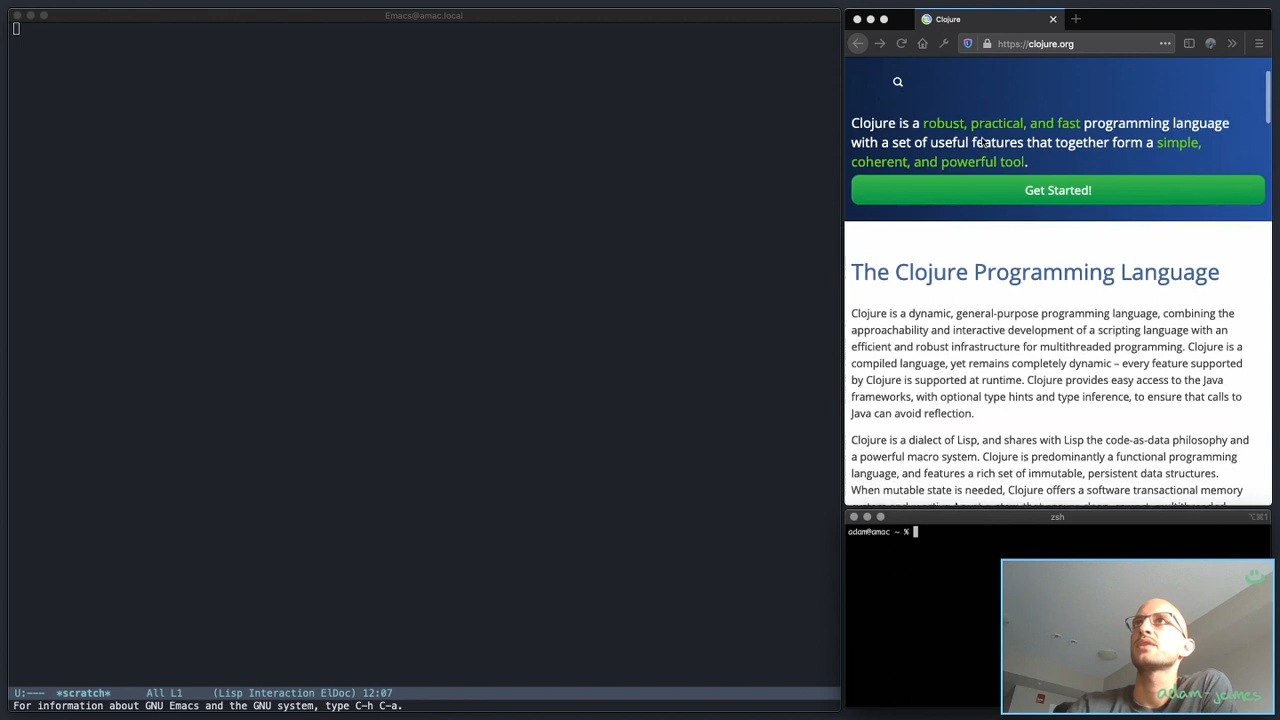 Emacs@amac.local
U:--- *scratch* All L1 (Lisp Interaction ElDoc) 12:07
For information about GNU Emacs and the GNU system, type C-h C-a.
Clojure
https://clojure.org
Clojure is a robust, practical, and fast programming language
with a set of useful features that together form a simple,
coherent, and powerful tool.
Get Started!
The Clojure Programming Language
Clojure is a dynamic, general-purpose programming language, combining the
approachability and interactive development of a scripting language with an
efficient and robust infrastructure for multithreaded programming. Clojure is a
compiled language, yet remains completely dynamic – every feature supported
by Clojure is supported at runtime. Clojure provides easy access to the Java
frameworks, with optional type hints and type inference, to ensure that calls to
Java can avoid reflection.
Clojure is a dialect of Lisp, and shares with Lisp the code-as-data philosophy and
a powerful macro system. Clojure is predominantly a functional programming
language, and features a rich set of immutable, persistent data structures.
When mutable state is needed, Clojure offers a software transactional memory
zsh
⌥⌘1
adam@amac ~ %
adam-james